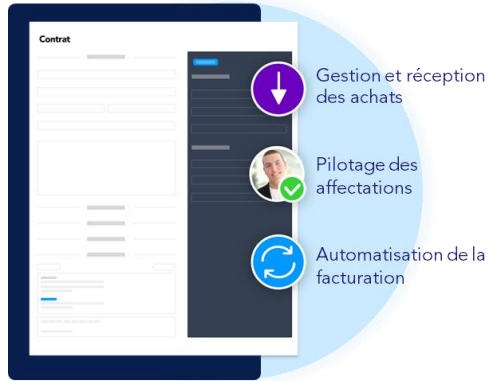 Contrat
Gestion et réception
des achats
Pilotage des
affectations
Automatisation de la
facturation